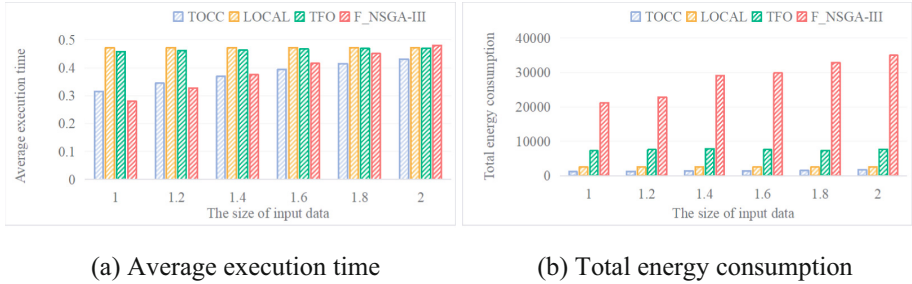 TOCC LOCAL TFO F_NSGA-III
Average execution time
0.5
0.4
0.3
0.2
0.1
0
1 1.2 1.4 1.6 1.8 2
The size of input data
(a) Average execution time
TOCC LOCAL TFO F_NSGA-III
Total energy consumption
40000
30000
20000
10000
0
1 1.2 1.4 1.6 1.8 2
The size of input data
(b) Total energy consumption